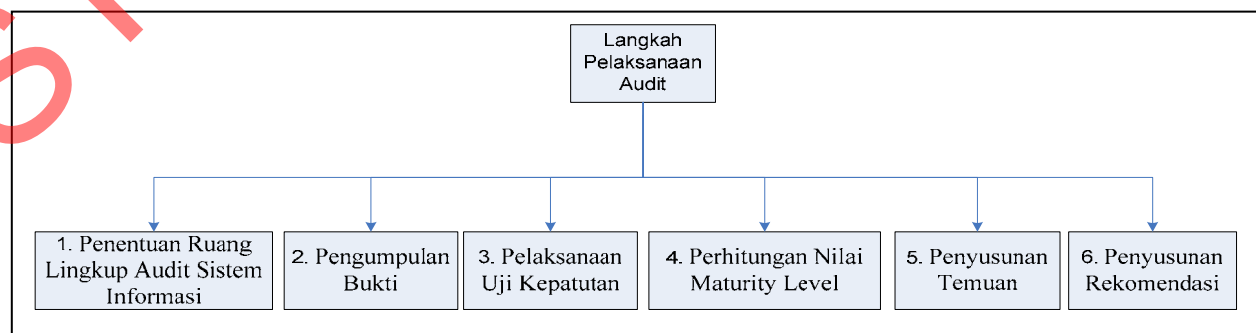 Langkah
Pelaksanaan
Audit
1. Penentuan Ruang
Lingkup Audit Sistem
Informasi
2. Pengumpulan
Bukti
3. Pelaksanaan
Uji Kepatutan
4. Perhitungan Nilai
Maturity Level
5. Penyusunan
Temuan
6. Penyusunan
Rekomendasi